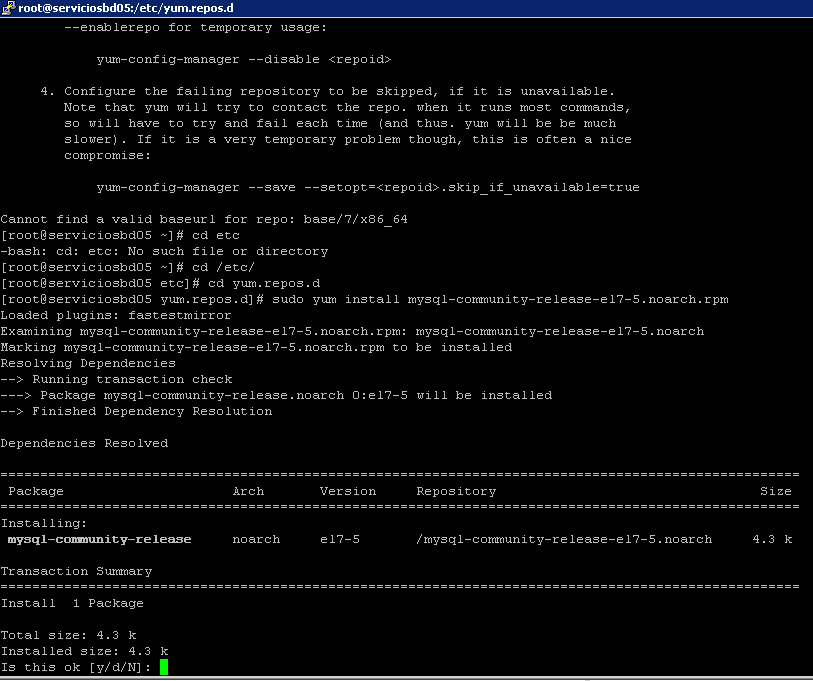 root@serviciosbd05:/etc/yum.repos.d
--enablerepo for temporary usage:
yum-config-manager --disable <repoid>
4. Configure the failing repository to be skipped, if it is unavailable.
Note that yum will try to contact the repo. when it runs most commands,
so will have to try and fail each time (and thus. yum will be be much
slower). If it is a very temporary problem though, this is often a nice
compromise:
yum-config-manager --save --setopt=<repoid>.skip_if_unavailable=true
Cannot find a valid baseurl for repo: base/7/x86_64
[root@serviciosbd05 ~]# cd etc
-bash: cd: etc: No such file or directory
[root@serviciosbd05 ~]# cd /etc/
[root@serviciosbd05 etc]# cd yum.repos.d
[root@serviciosbd05 yum.repos.d]# sudo yum install mysql-community-release-el7-5.noarch.rpm
Loaded plugins: fastestmirror
Examining mysql-community-release-el7-5.noarch.rpm: mysql-community-release-el7-5.noarch
Marking mysql-community-release-el7-5.noarch.rpm to be installed
Resolving Dependencies
--> Running transaction check
---> Package mysql-community-release.noarch 0:el7-5 will be installed
--> Finished Dependency Resolution
Dependencies Resolved
================================================================================
Package Arch Version Repository Size
================================================================================
Installing:
mysql-community-release noarch el7-5 /mysql-community-release-el7-5.noarch 4.3 k
Transaction Summary
================================================================================
Install 1 Package
Total size: 4.3 k
Installed size: 4.3 k
Is this ok [y/d/N]: